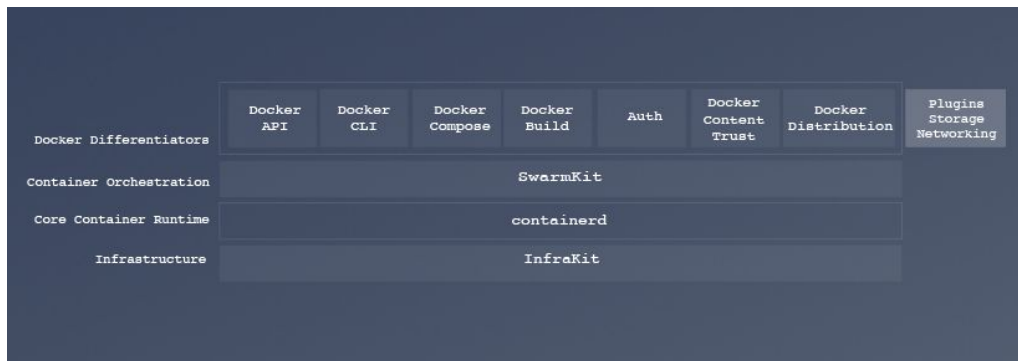 Docker Differentiators
Docker
API
Docker
CLI
Docker
Compose
Docker
Build
Auth
Docker
Content
Trust
Docker
Distribution
Plugins
Storage
Networking
Container Orchestration
SwarmKit
Core Container Runtime
containerd
Infrastructure
InfraKit